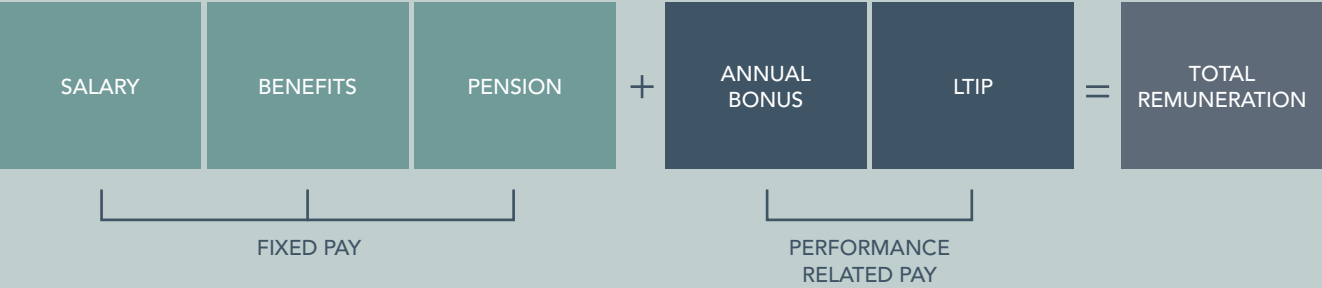 SALARY
BENEFITS
PENSION
+
ANNUAL
BONUS
LTIP
=
TOTAL
REMUNERATION
FIXED PAY
PERFORMANCE
RELATED PAY